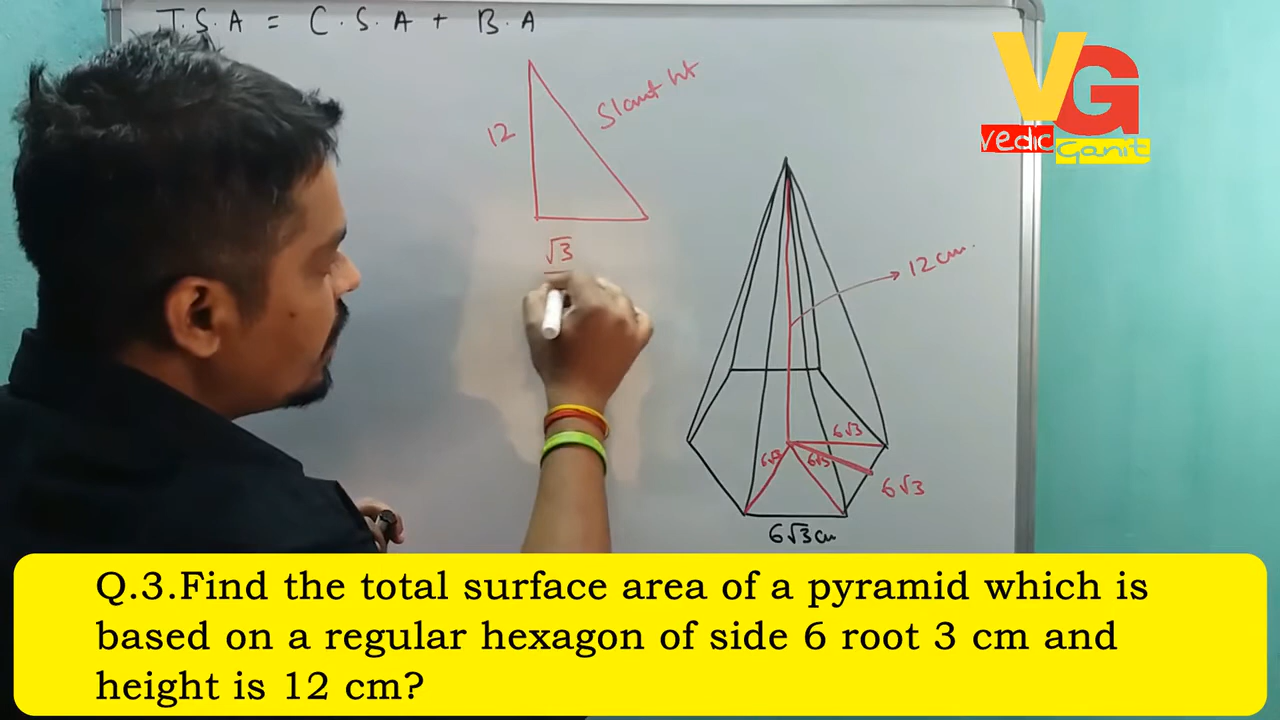 T.S.A = C.S.A + B.A
12
Slant ht
√3
VG
vedic
Ganit
12 cm.
6√3
6√3
6√3
6√3
6√3 cm
Q.3.Find the total surface area of a pyramid which is
based on a regular hexagon of side 6 root 3 cm and
height is 12 cm?